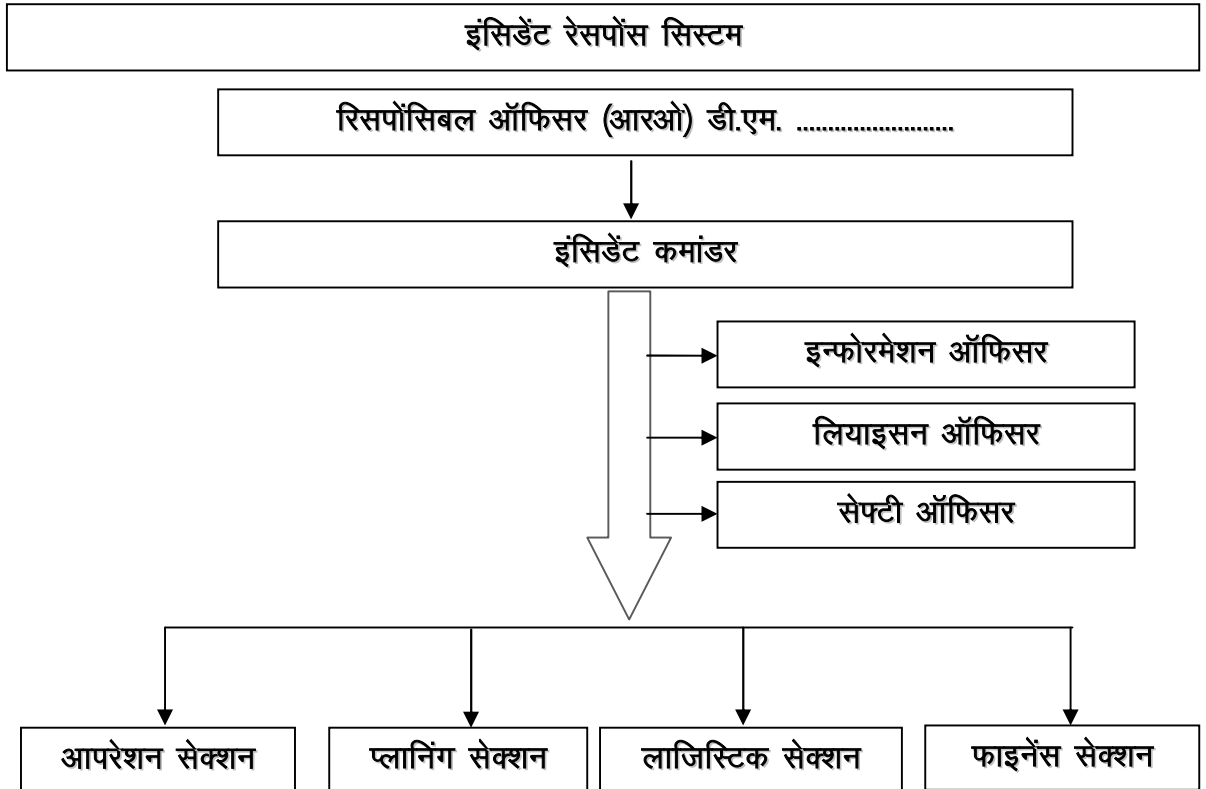 इंसिडेंट रेसपोंस सिस्टम
रिसपोंसिबल ऑफिसर (आरओ) डी.एम. .........................
इंसिडेंट कमांडर
इन्फोरमेशन ऑफिसर
लियाइसन ऑफिसर
सेफ्टी ऑफिसर
आपरेशन सेक्शन
प्लानिंग सेक्शन
लाजिस्टिक सेक्शन
फाइनेंस सेक्शन